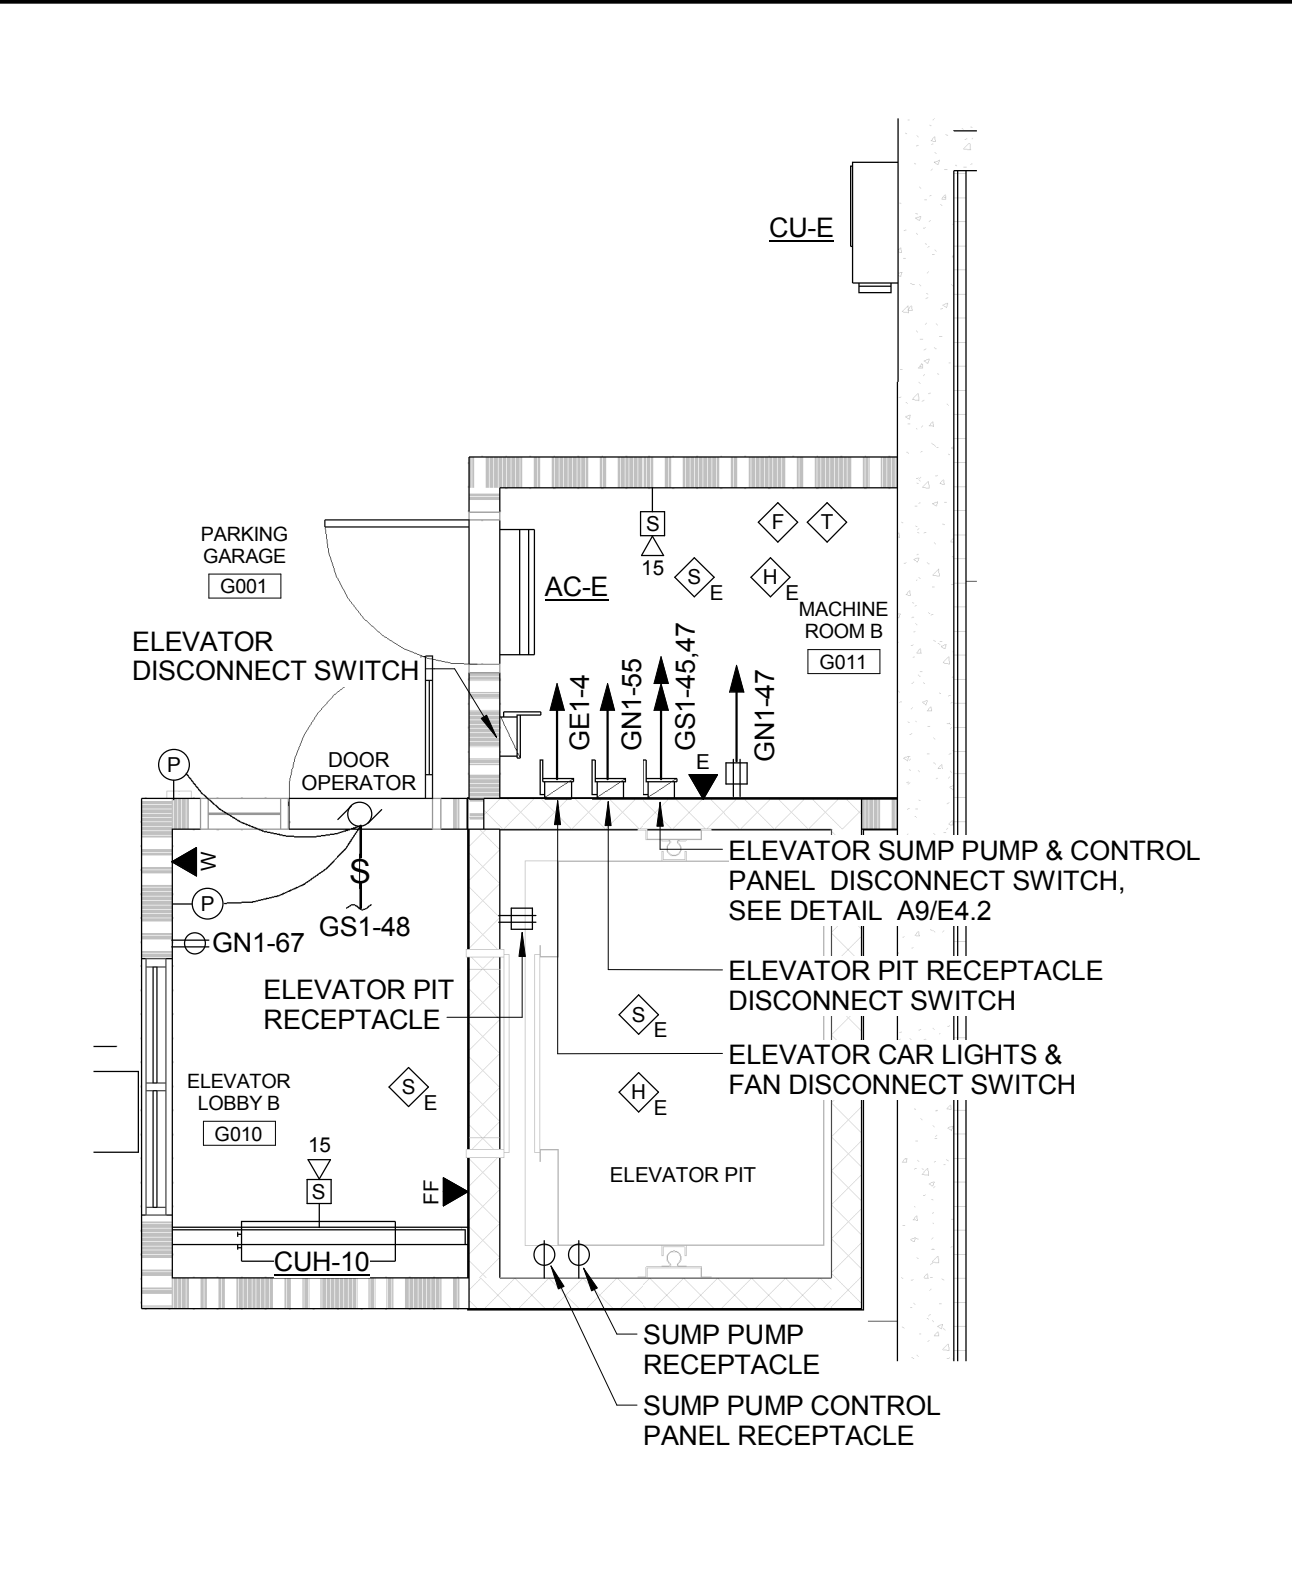 CU-E
PARKING
GARAGE
G001
S
15
F
T
S
E
H
E
AC-E
MACHINE
ROOM B
G011
ELEVATOR
DISCONNECT SWITCH
GE1-4
GN1-55
GS1-45,47
GN1-47
E
P
DOOR
OPERATOR
W
P
S
GS1-48
GN1-67
ELEVATOR SUMP PUMP & CONTROL
PANEL DISCONNECT SWITCH,
SEE DETAIL A9/E4.2
ELEVATOR PIT RECEPTACLE
DISCONNECT SWITCH
ELEVATOR PIT
RECEPTACLE
S
E
ELEVATOR CAR LIGHTS &
FAN DISCONNECT SWITCH
H
E
ELEVATOR
LOBBY B
G010
S
E
15
S
FF
ELEVATOR PIT
CUH-10
SUMP PUMP
RECEPTACLE
SUMP PUMP CONTROL
PANEL RECEPTACLE